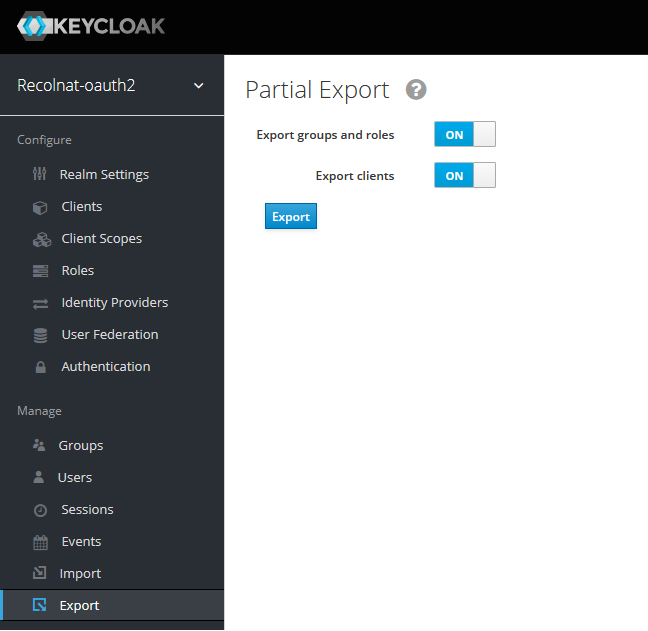 KEYCLOAK
Recolnat-oauth2
Configure
Realm Settings
Clients
Client Scopes
Roles
Identity Providers
User Federation
Authentication
Manage
Groups
Users
Sessions
Events
Import
Export
Partial Export ?
Export groups and roles ON
Export clients ON
Export